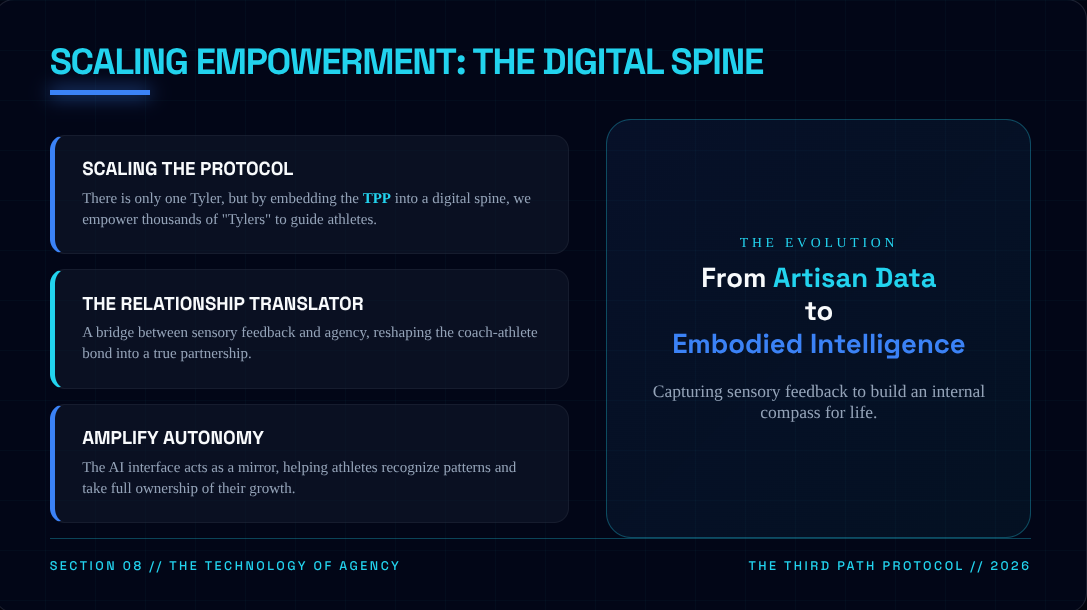 SCALING EMPOWERMENT: THE DIGITAL SPINE
SCALING THE PROTOCOL
There is only one Tyler, but by embedding the TPP into a digital spine, we
empower thousands of "Tylers" to guide athletes.
THE RELATIONSHIP TRANSLATOR
A bridge between sensory feedback and agency, reshaping the coach-athlete
bond into a true partnership.
AMPLIFY AUTONOMY
The AI interface acts as a mirror, helping athletes recognize patterns and
take full ownership of their growth.
THE EVOLUTION
From Artisan Data
to
Embodied Intelligence
Capturing sensory feedback to build an internal
compass for life.
SECTION 08 // THE TECHNOLOGY OF AGENCY
THE THIRD PATH PROTOCOL // 2026